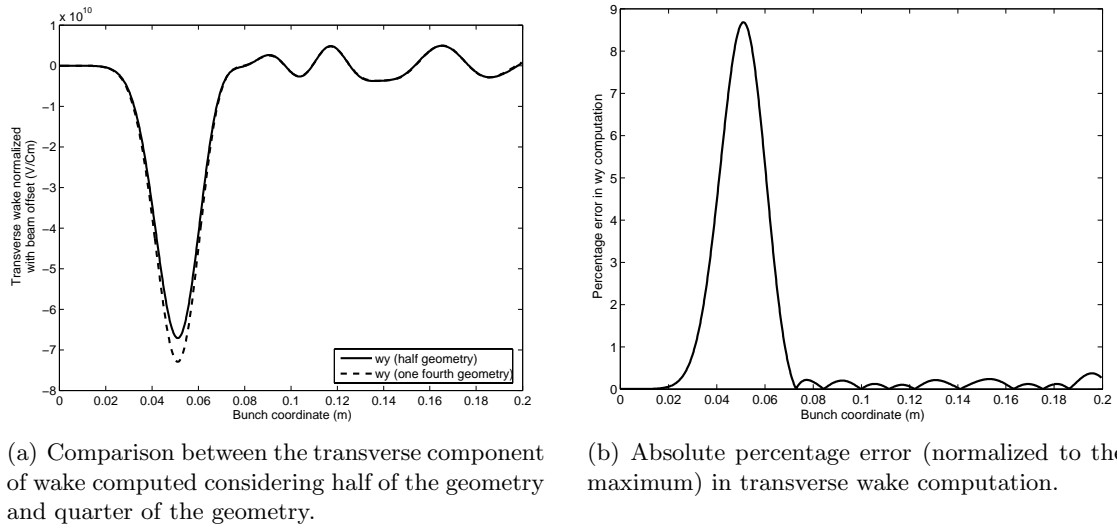 x 10^10
1
0
−1
−2
−3
−4
−5
−6
−7
−8
0 0.02 0.04 0.06 0.08 0.1 0.12 0.14 0.16 0.18 0.2
Bunch coordinate (m)
Transverse wake normalized
with beam offset (V/Cm)
wy (half geometry)
wy (one fourth geometry)
9
8
7
6
5
4
3
2
1
0
0 0.02 0.04 0.06 0.08 0.1 0.12 0.14 0.16 0.18 0.2
Bunch coordinate (m)
Percentage error in wy computation
(a) Comparison between the transverse component
of wake computed considering half of the geometry
and quarter of the geometry.
(b) Absolute percentage error (normalized to the
maximum) in transverse wake computation.